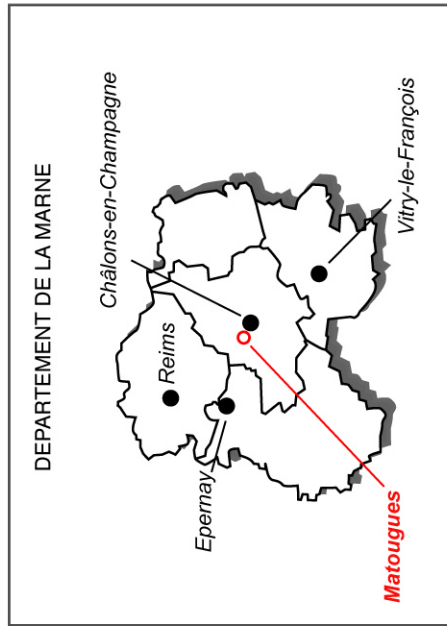 DEPARTEMENT DE LA MARNE
Châlons-en-Champagne
Reims
Epernay
Vitry-le-François
Matougues